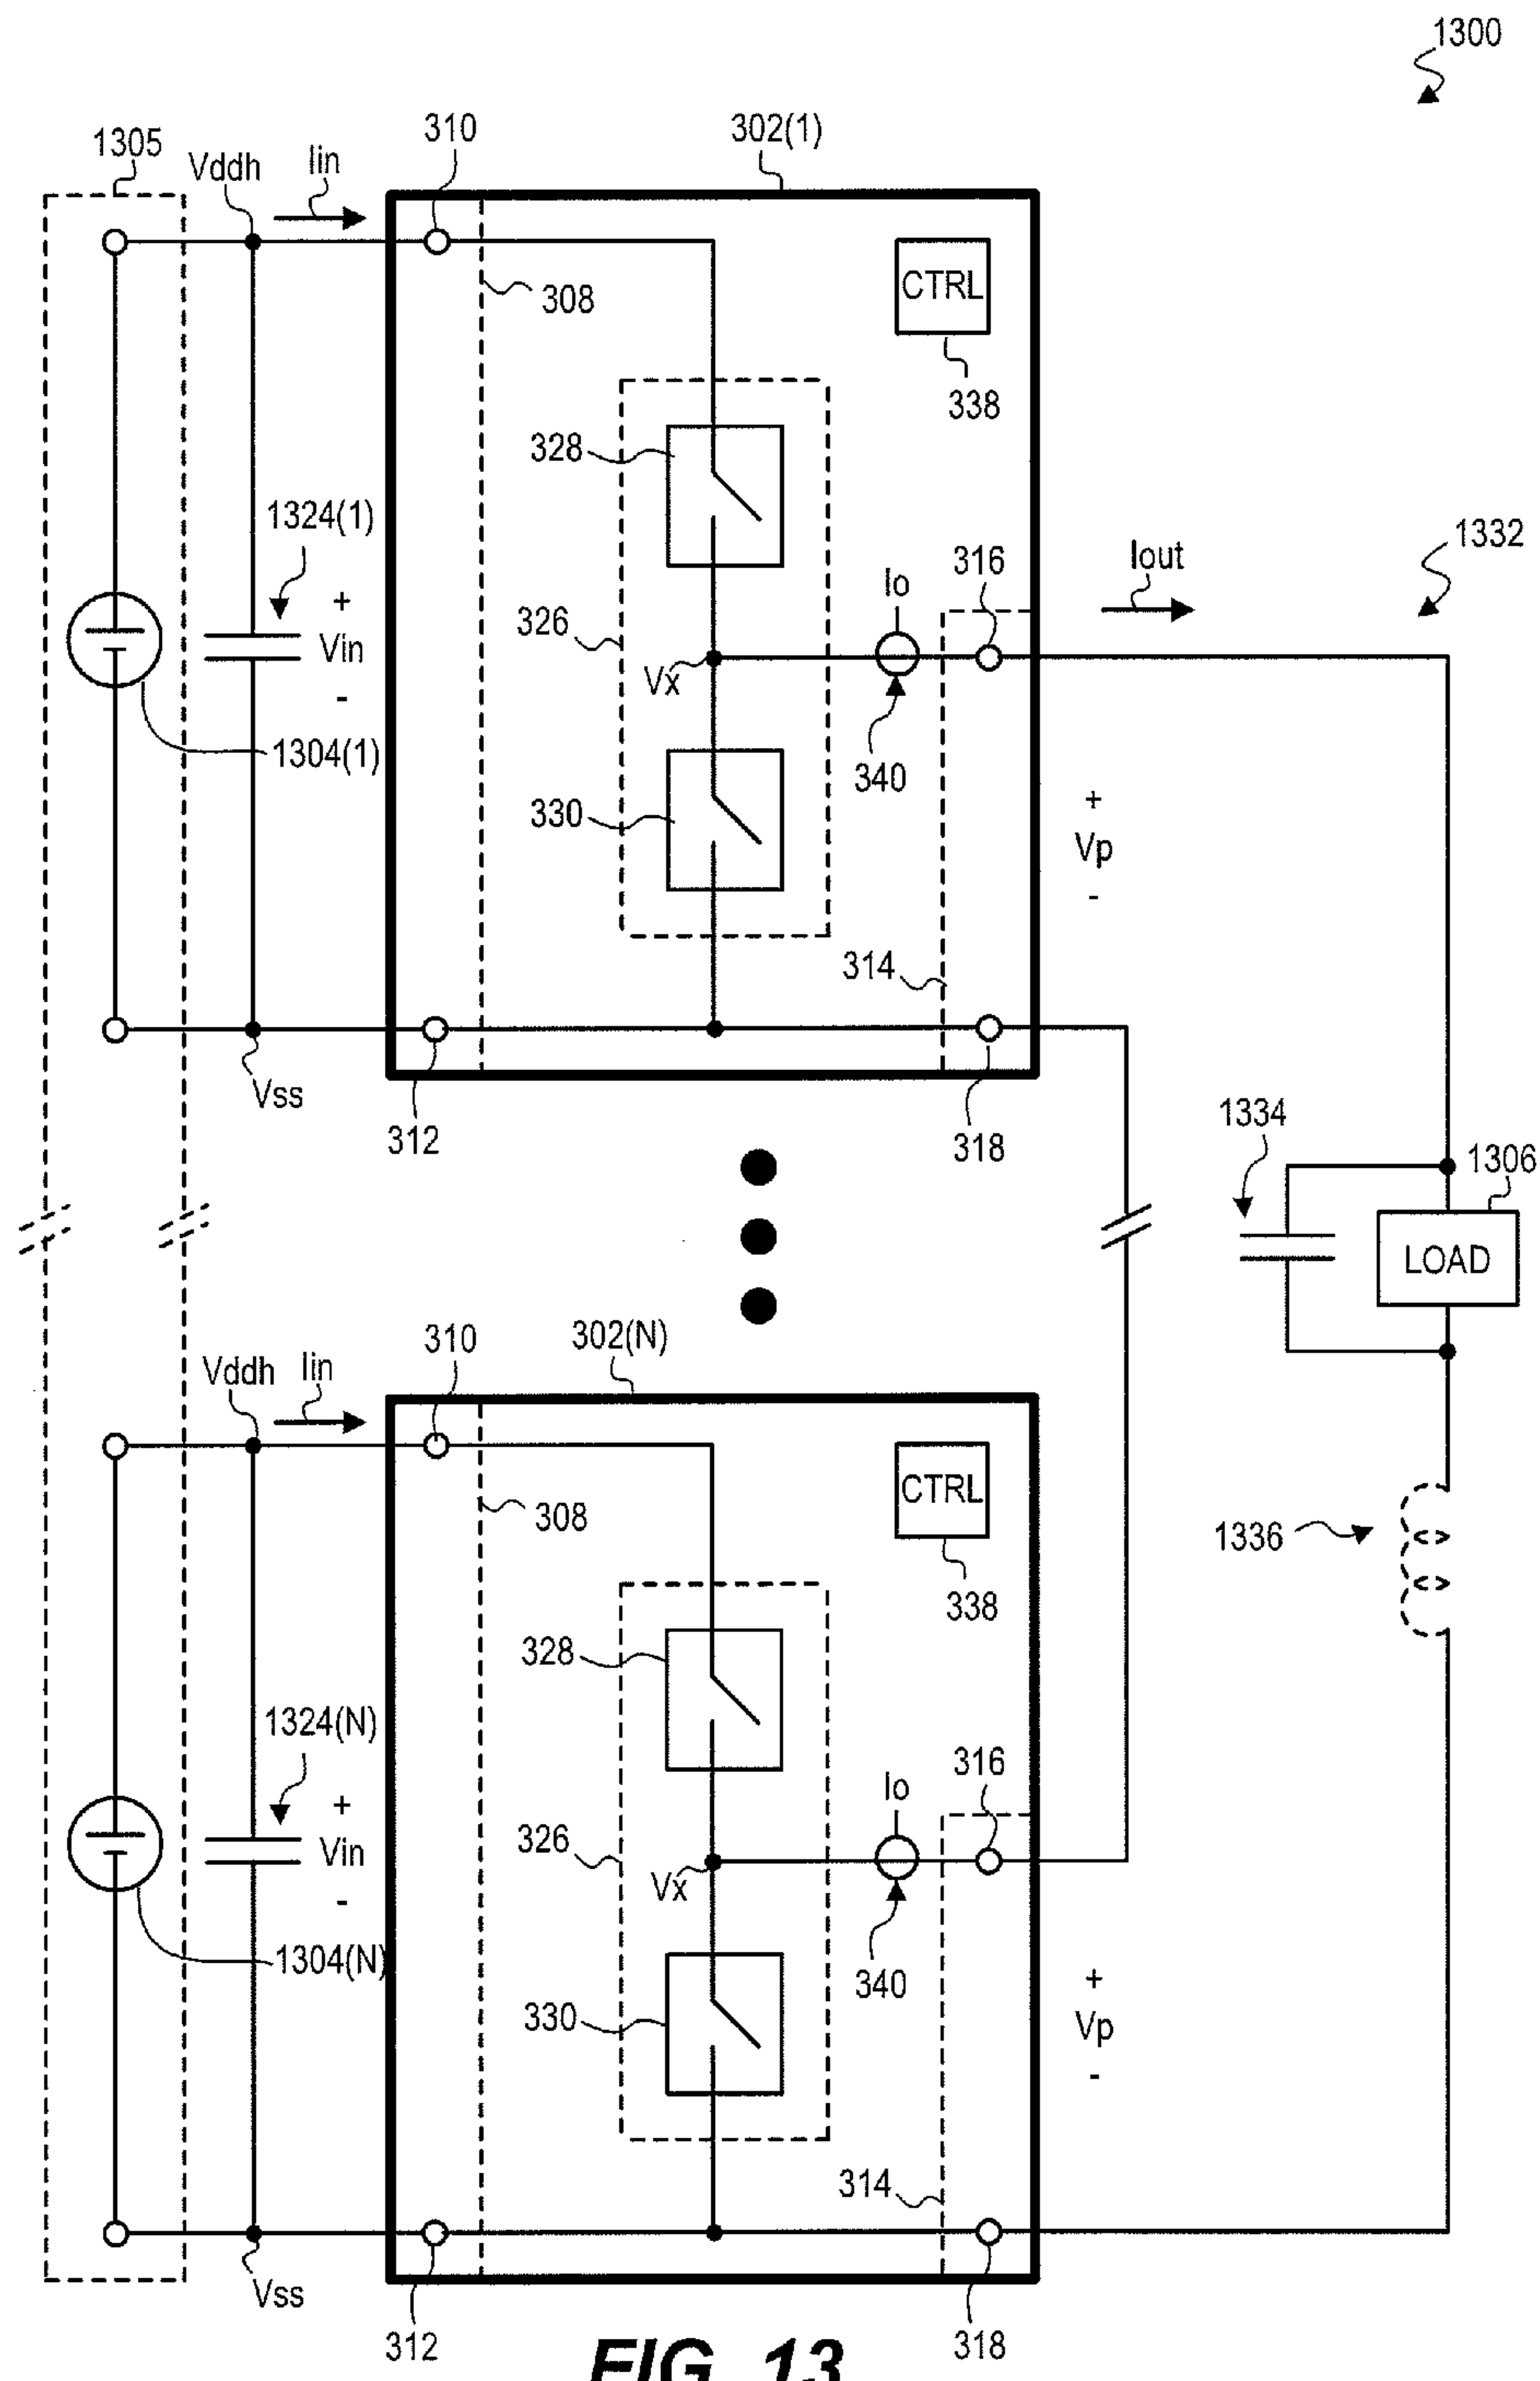 1300
1305
Vddh
Iin
310
302(1)
308
CTRL
338
328
1324(1)
+
Vin
-
326
Io
316
Iout
1332
Vx
1304(1)
340
330
+
Vp
-
314
Vss
312
318
1334
1306
LOAD
302(N)
Vddh
Iin
310
308
CTRL
338
1336
328
1324(N)
+
Vin
-
326
Io
316
Vx
1304(N)
340
330
+
Vp
-
314
Vss
312
318
FIG. 13